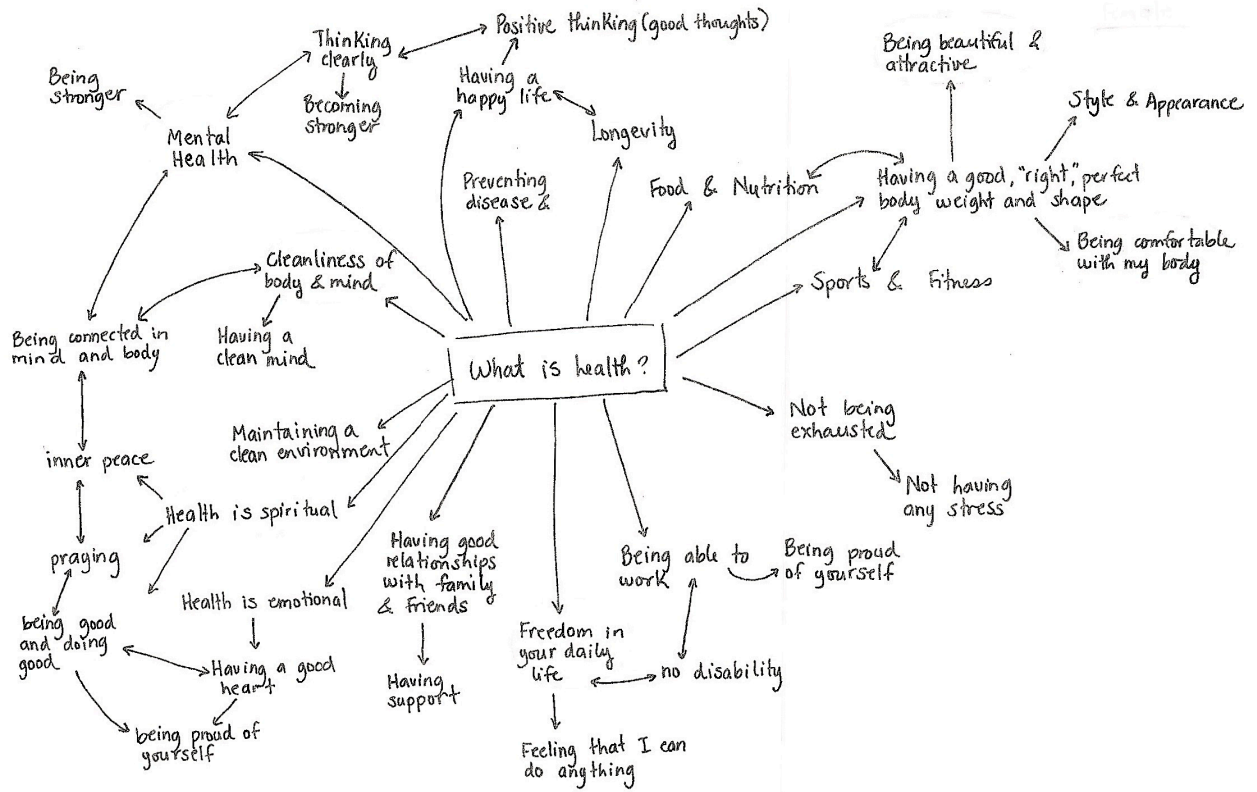 Positive thinking (good thoughts)
Thinking
clearly
Being beautiful &
attractive
Being
stronger
Having a
happy life
Becoming
stronger
Style & Appearance
Mental
Health
Longevity
Preventing
disease &
Food & Nutrition
Having a good, "right," perfect
body weight and shape
Being comfortable
with my body
Cleanliness of
body & mind
Sports & Fitness
Being connected in
mind and body
Having a
clean mind
What is health?
Not being
exhausted
Maintaining a
clean environment
inner peace
Not having
any stress
Health is spiritual
praying
Having good
relationships
with family
& friends
Being able to
work
Being proud
of yourself
Health is emotional
being good
and doing
good
Freedom in
your daily
life
Having a good
heart
no disability
Having
support
being proud of
yourself
Feeling that I can
do anything